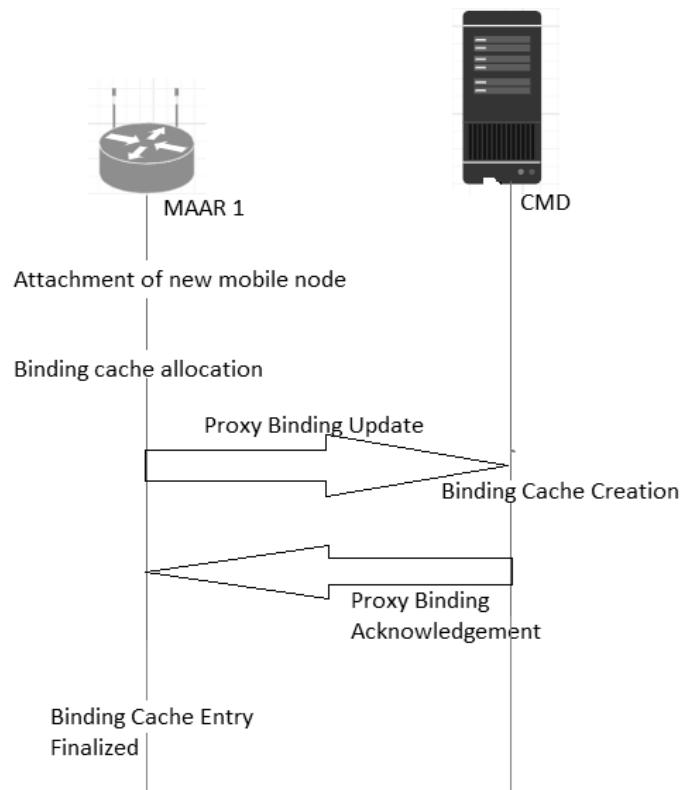 MAAR 1
CMD
Attachment of new mobile node
Binding cache allocation
Proxy Binding Update
Binding Cache Creation
Proxy Binding
Acknowledgement
Binding Cache Entry
Finalized